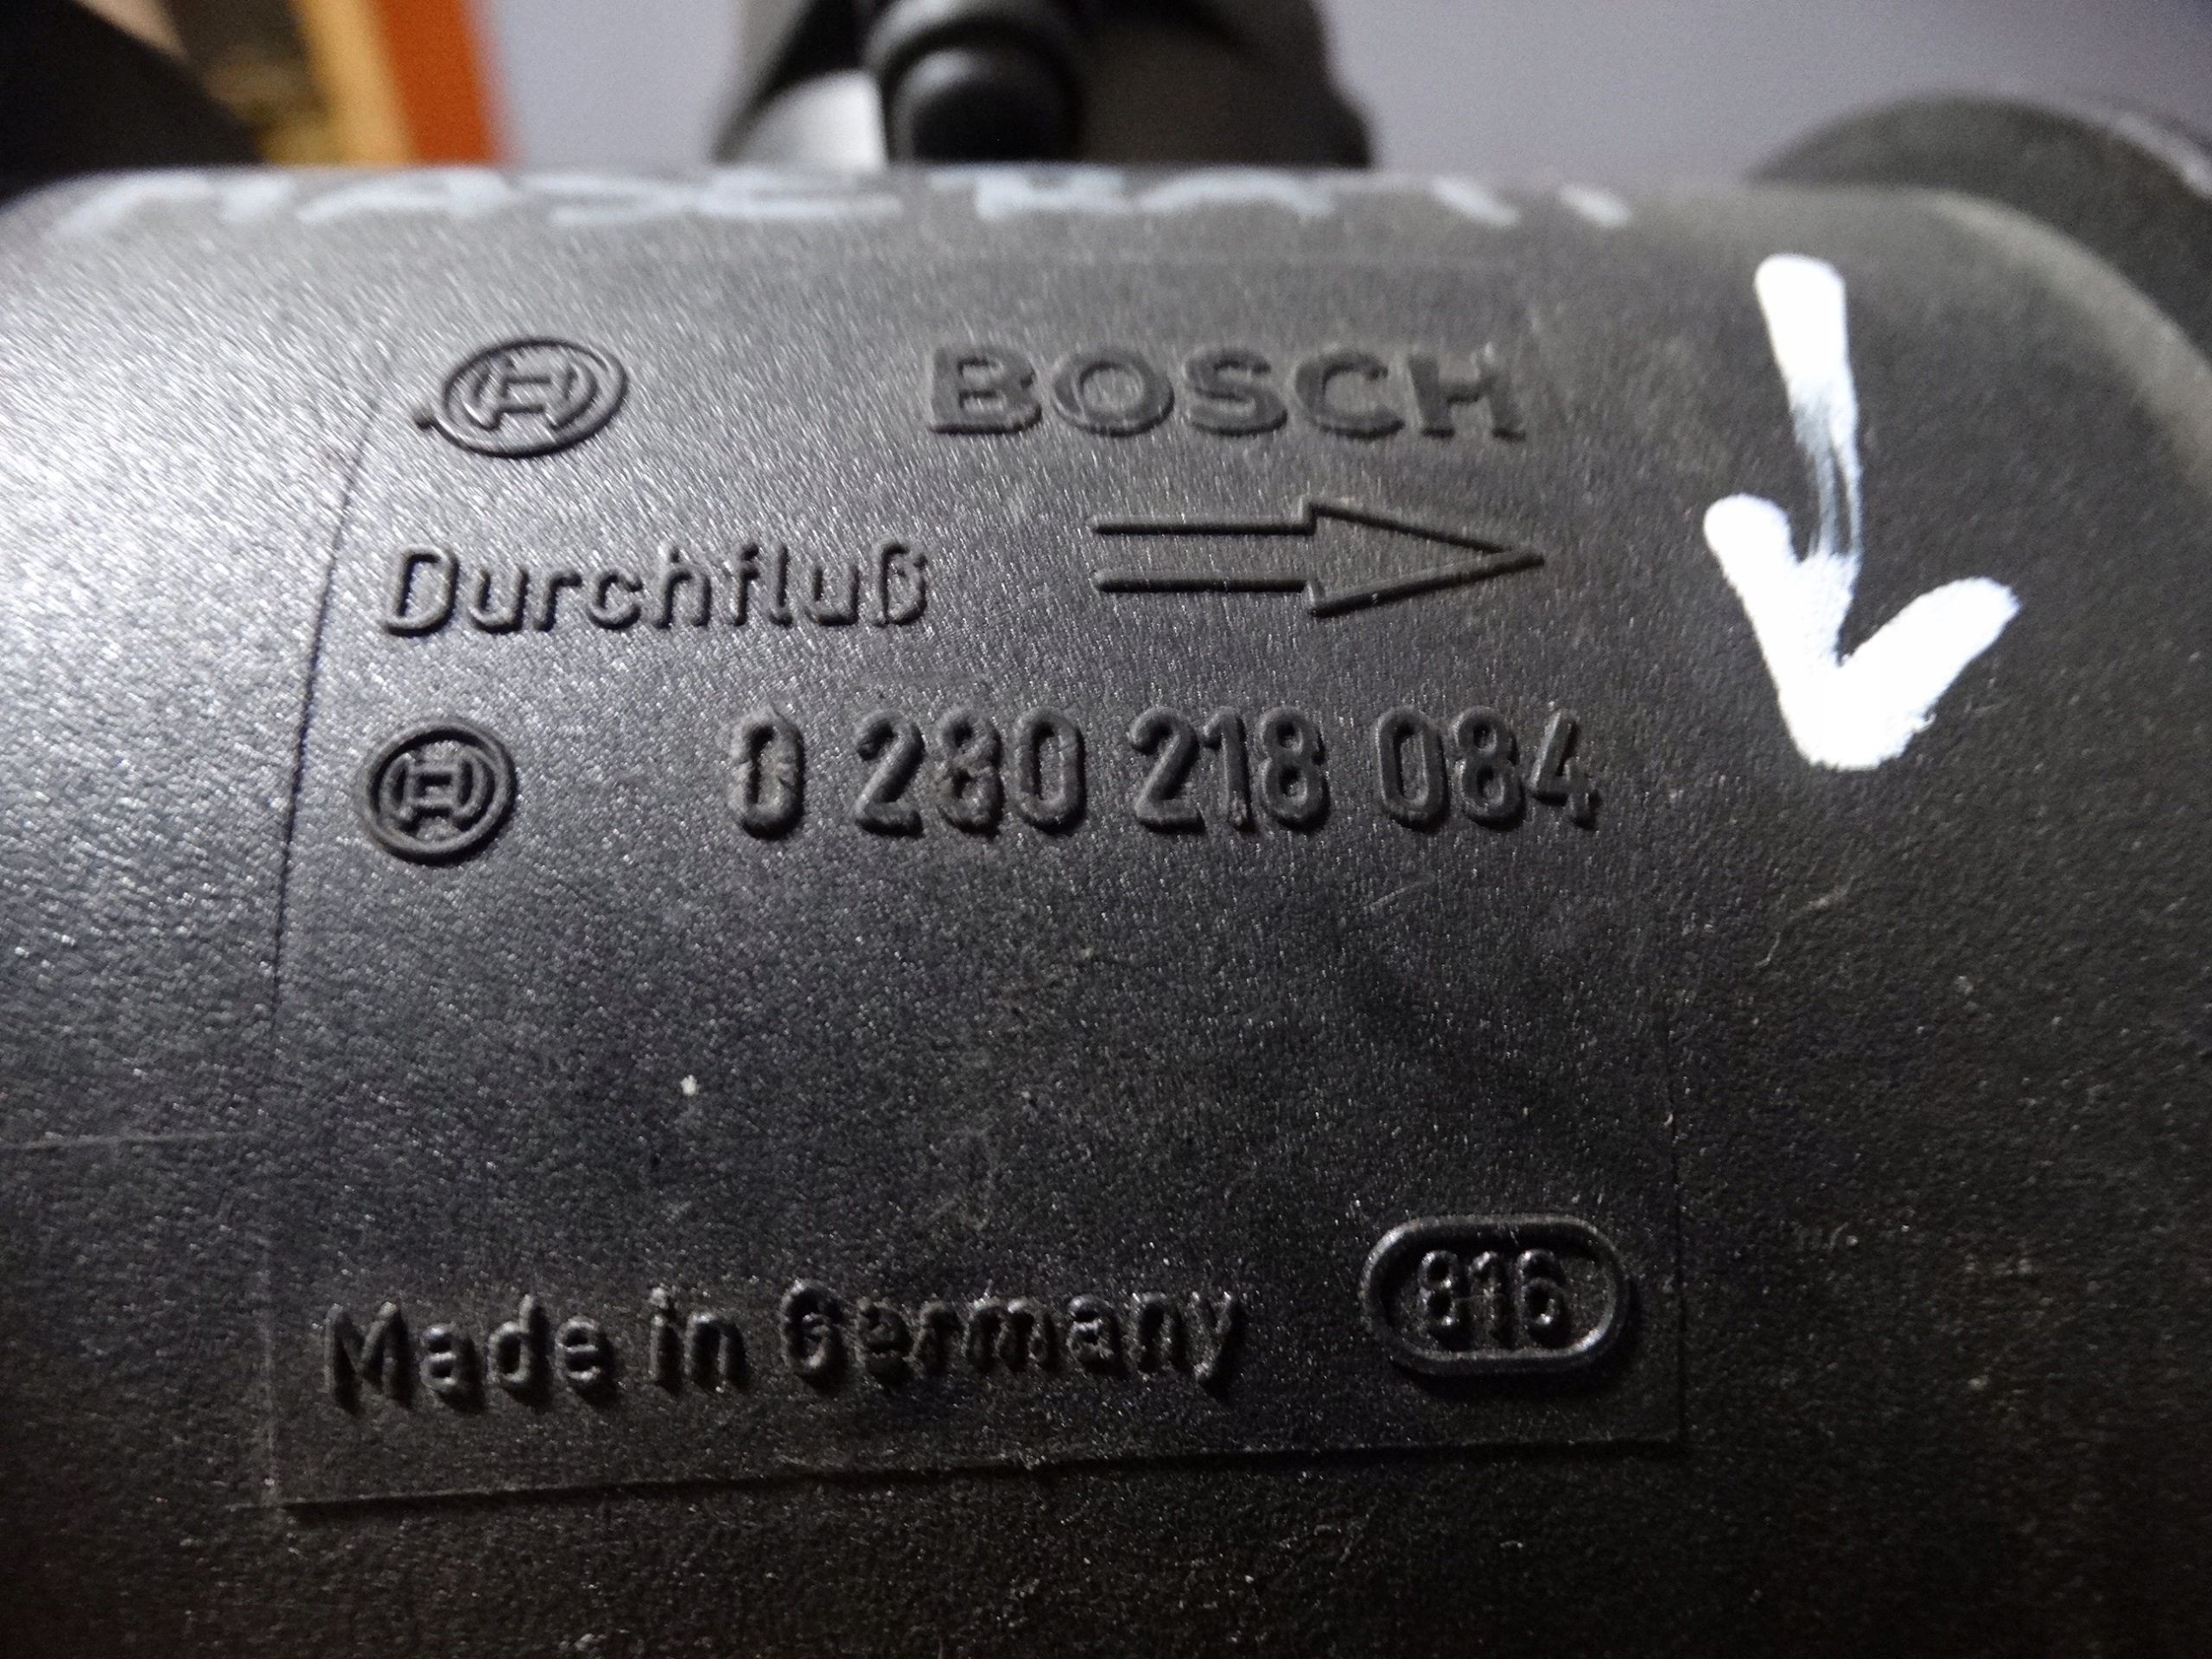 BOSCH
Durchfluß
0 280 218 084
Made in Germany 816